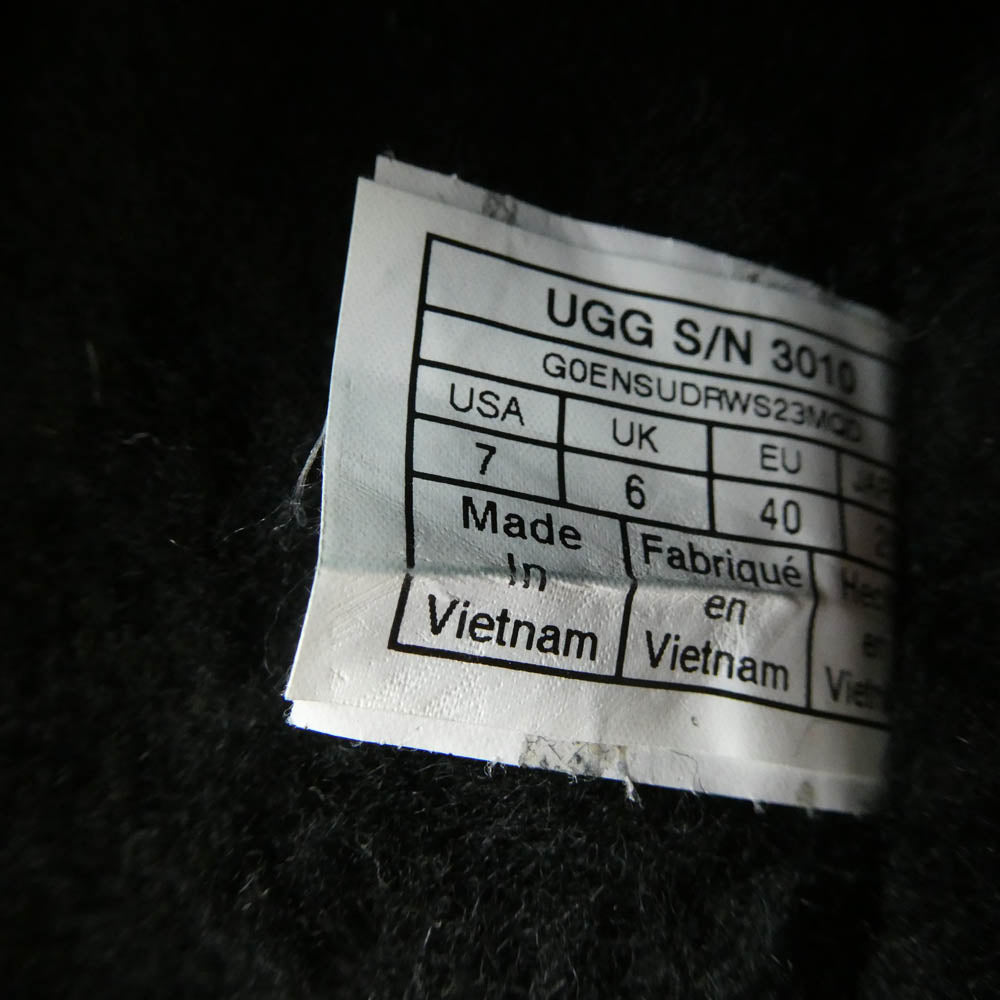 UGG S/N 3010
G0ENSUDRWS23MQD
USA UK EU
7 6 40
Made Fabriqué
In en
Vietnam Vietnam